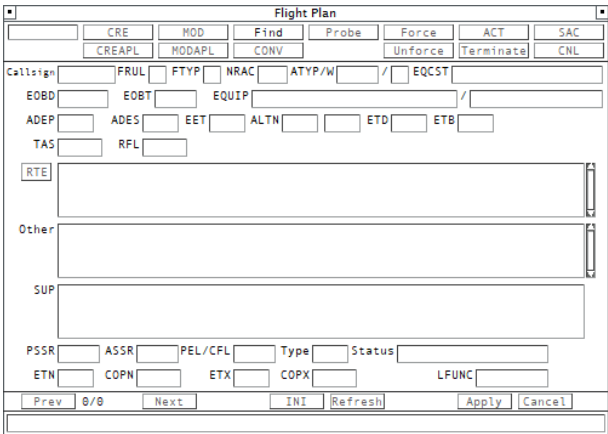 Flight Plan
CRE MOD Find Probe Force ACT SAC
CREAPL MODAPL CONV Unforce Terminate CNL
Callsign FRUL FTYP NRAC ATYP/W / EQCST
EOBD EOBT EQUIP /
ADEP ADES EET ALTN ETD ETB
TAS RFL
RTE
Other
SUP
PSSR ASSR PEL/CFL Type Status
ETN COPN ETX COPX LFUNC
Prev 0/0 Next INI Refresh Apply Cancel